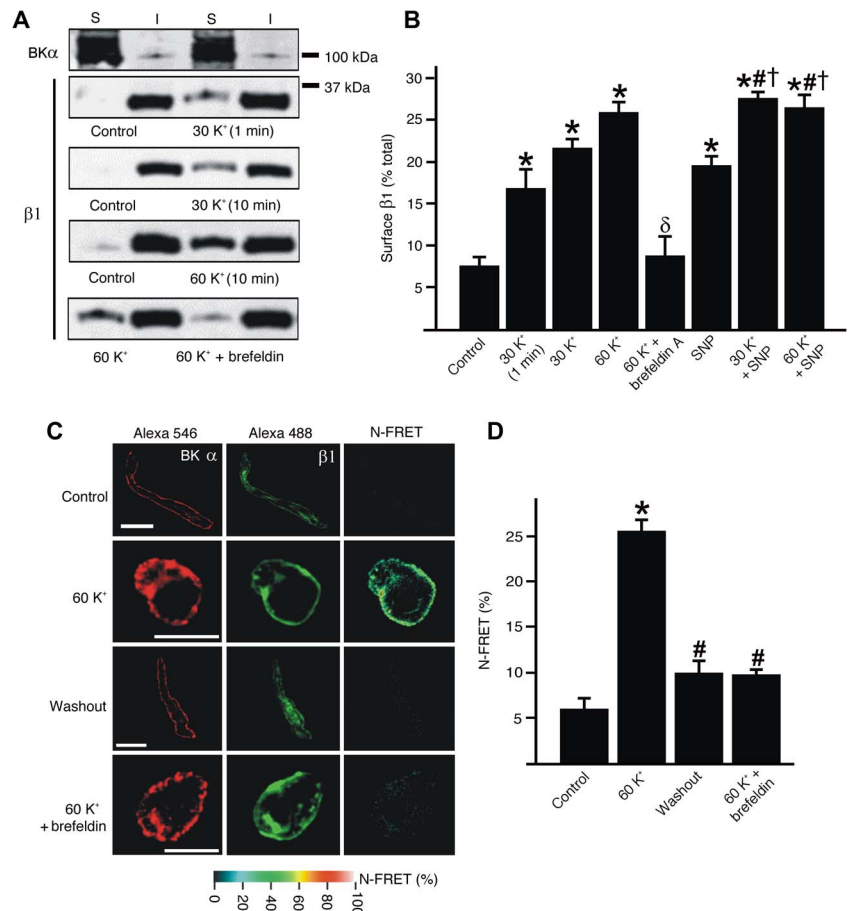 A
S I S I
BKα
100 kDa
37 kDa
Control 30 K⁺ (1 min)
Control 30 K⁺ (10 min)
β1
Control 60 K⁺ (10 min)
60 K⁺ 60 K⁺ + brefeldin
B
Surface β1 (% total)
30
25
20
15
10
5
* * * δ * *#† *#†
Control
30 K⁺
(1 min)
30 K⁺
60 K⁺
60 K⁺ +
brefeldin A
SNP
30 K⁺
+ SNP
60 K⁺
+ SNP
C
Alexa 546 Alexa 488 N-FRET
BK α β1
Control
60 K⁺
Washout
60 K⁺
+ brefeldin
N-FRET (%)
0 20 40 60 80 100
D
N-FRET (%)
25
20
15
10
5
* # #
Control
60 K⁺
Washout
60 K⁺ +
brefeldin